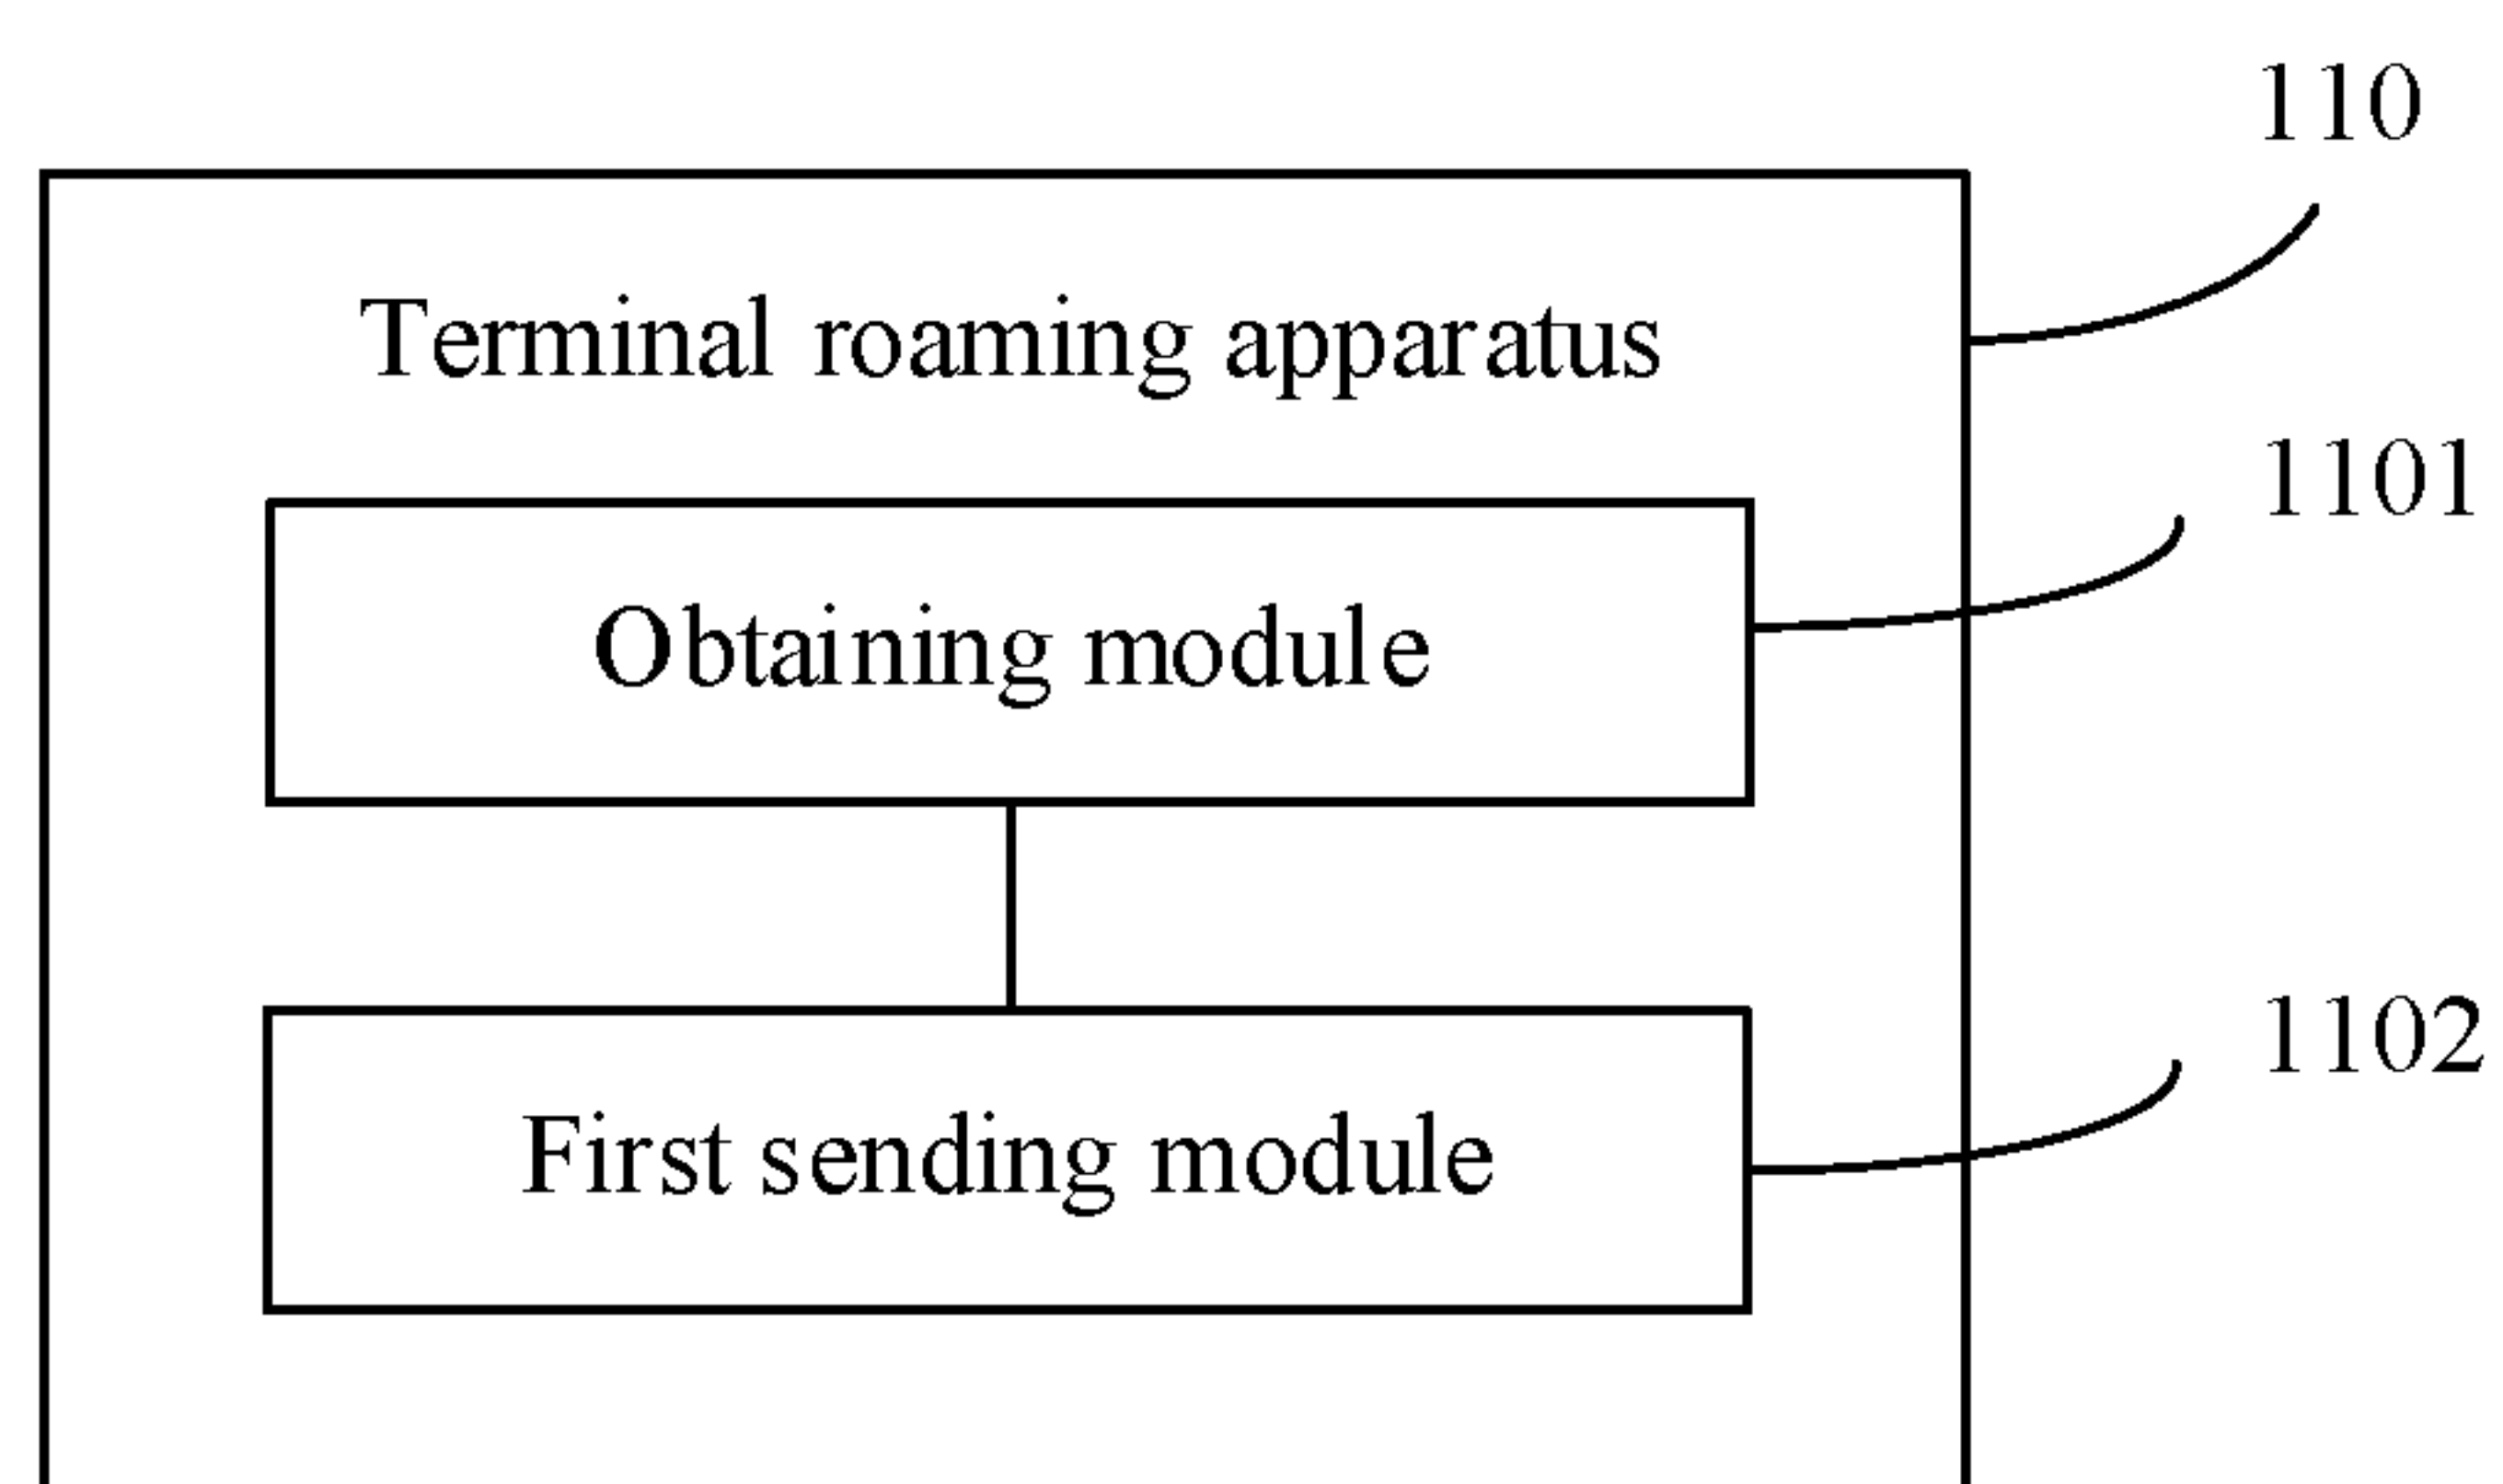 110
Terminal roaming apparatus
1101
Obtaining module
1102
First sending module